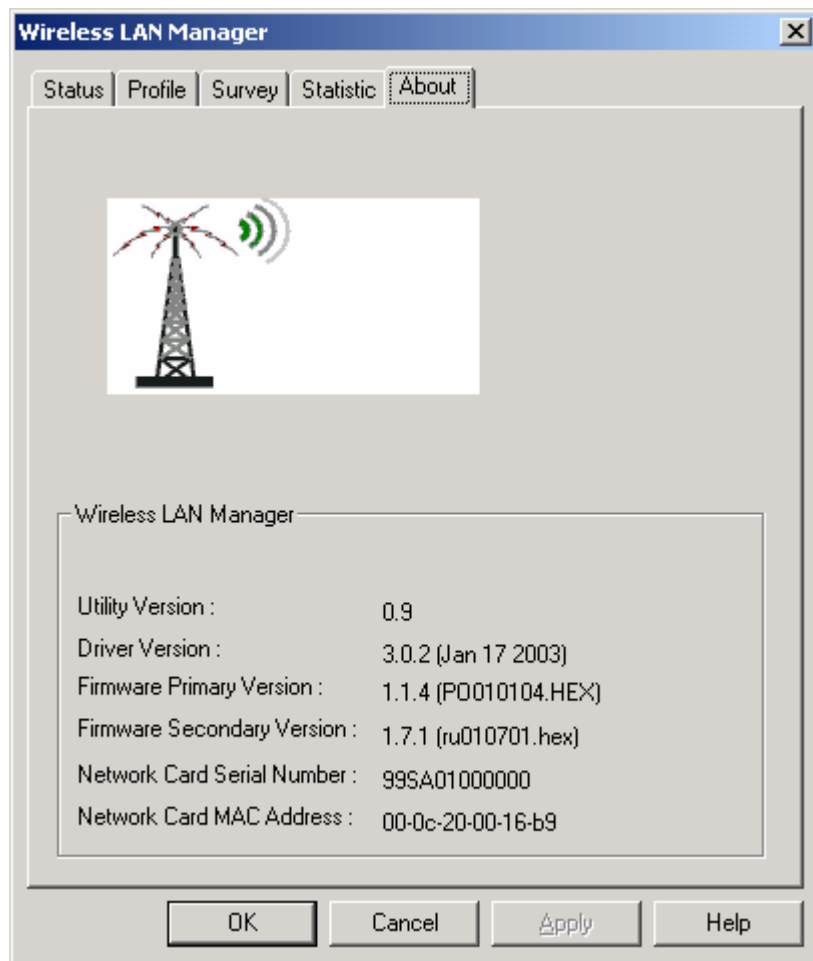 Wireless LAN Manager
Status Profile Survey Statistic About
Wireless LAN Manager
Utility Version : 0.9
Driver Version : 3.0.2 (Jan 17 2003)
Firmware Primary Version : 1.1.4 (PO010104.HEX)
Firmware Secondary Version : 1.7.1 (ru010701.hex)
Network Card Serial Number : 99SA01000000
Network Card MAC Address : 00-0c-20-00-16-b9
OK Cancel Apply Help